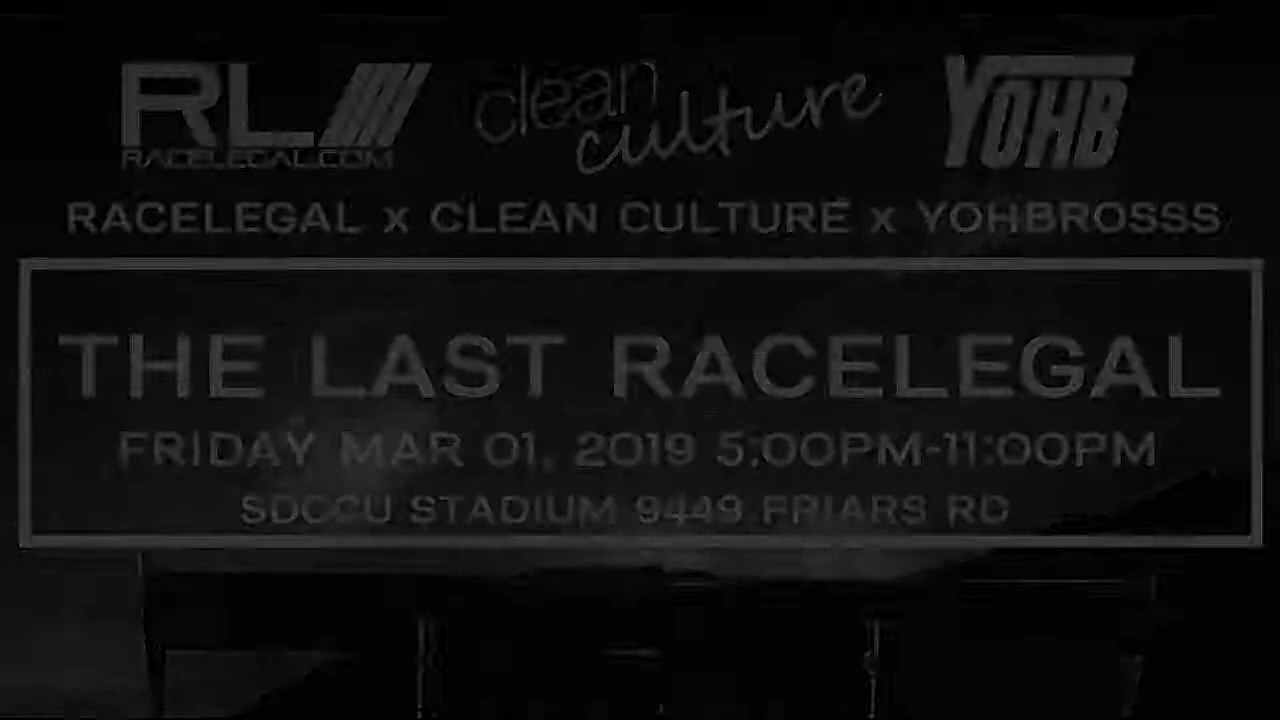 RL
RACELEGAL.COM
clean
culture
YOHB
RACELEGAL x CLEAN CULTURE x YOHBROSSS
THE LAST RACELEGAL
FRIDAY MAR 01, 2019 5:00PM-11:00PM
SDCCU STADIUM 9449 FRIARS RD